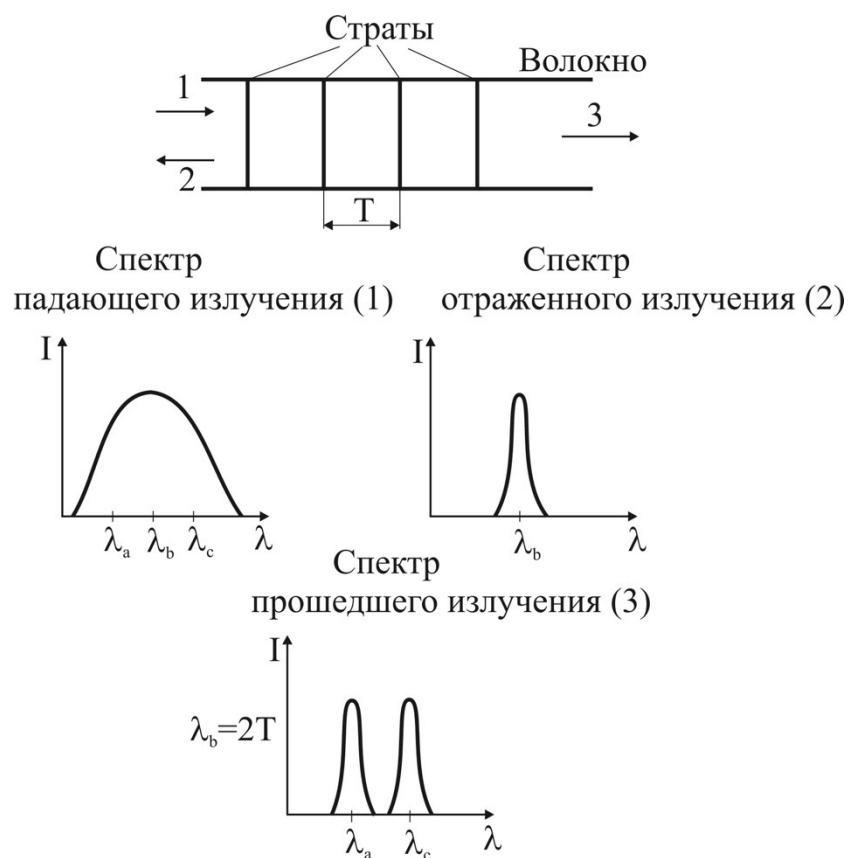 Страты
Волокно
1
3
2
T
Спектр
падающего излучения (1)
Спектр
отраженного излучения (2)
I
λa λb λc λ
I
λb λ
Спектр
прошедшего излучения (3)
I
λb=2T
λa λc λ